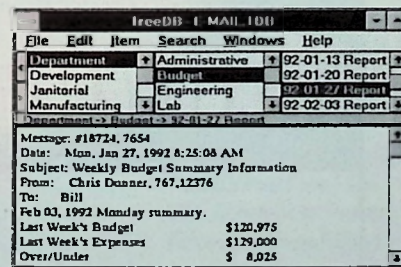 File Edit Item Search Windows Help
Department Administrative 92-01-13 Report
Development Budget 92-01-20 Report
Janitorial Engineering 92-01-27 Report
Manufacturing Lab 92-02-03 Report
Department-> Budget-> 92-01-27 Report
Message: #18724, 7654
Date: Mon, Jan 27, 1992 8:25:08 AM
Subject: Weekly Budget Summary Information
From: Chris Donner, 767,12376
To: Bill
Feb 03, 1992 Monday summary.
Last Week's Budget $120,975
Last Week's Expenses $129,000
Over/Under $ 8,025